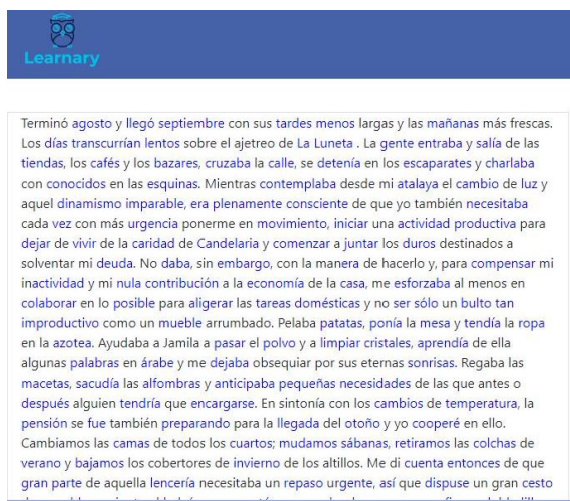 Learnary
Terminó agosto y llegó septiembre con sus tardes menos largas y las mañanas más frescas.
Los días transcurrían lentos sobre el ajetreo de La Luneta . La gente entraba y salía de las
tiendas, los cafés y los bazares, cruzaba la calle, se detenía en los escaparates y charlaba
con conocidos en las esquinas. Mientras contemplaba desde mi atalaya el cambio de luz y
aquel dinamismo imparable, era plenamente consciente de que yo también necesitaba
cada vez con más urgencia ponerme en movimiento, iniciar una actividad productiva para
dejar de vivir de la caridad de Candelaria y comenzar a juntar los duros destinados a
solventar mi deuda. No daba, sin embargo, con la manera de hacerlo y, para compensar mi
inactividad y mi nula contribución a la economía de la casa, me esforzaba al menos en
colaborar en lo posible para aligerar las tareas domésticas y no ser sólo un bulto tan
improductivo como un mueble arrumbado. Pelaba patatas, ponía la mesa y tendía la ropa
en la azotea. Ayudaba a Jamila a pasar el polvo y a limpiar cristales, aprendía de ella
algunas palabras en árabe y me dejaba obsequiar por sus eternas sonrisas. Regaba las
macetas, sacudía las alfombras y anticipaba pequeñas necesidades de las que antes o
después alguien tendría que encargarse. En sintonía con los cambios de temperatura, la
pensión se fue también preparando para la llegada del otoño y yo cooperé en ello.
Cambiamos las camas de todos los cuartos; mudamos sábanas, retiramos las colchas de
verano y bajamos los cobertores de invierno de los altillos. Me di cuenta entonces de que
gran parte de aquella lencería necesitaba un repaso urgente, así que dispuse un gran cesto